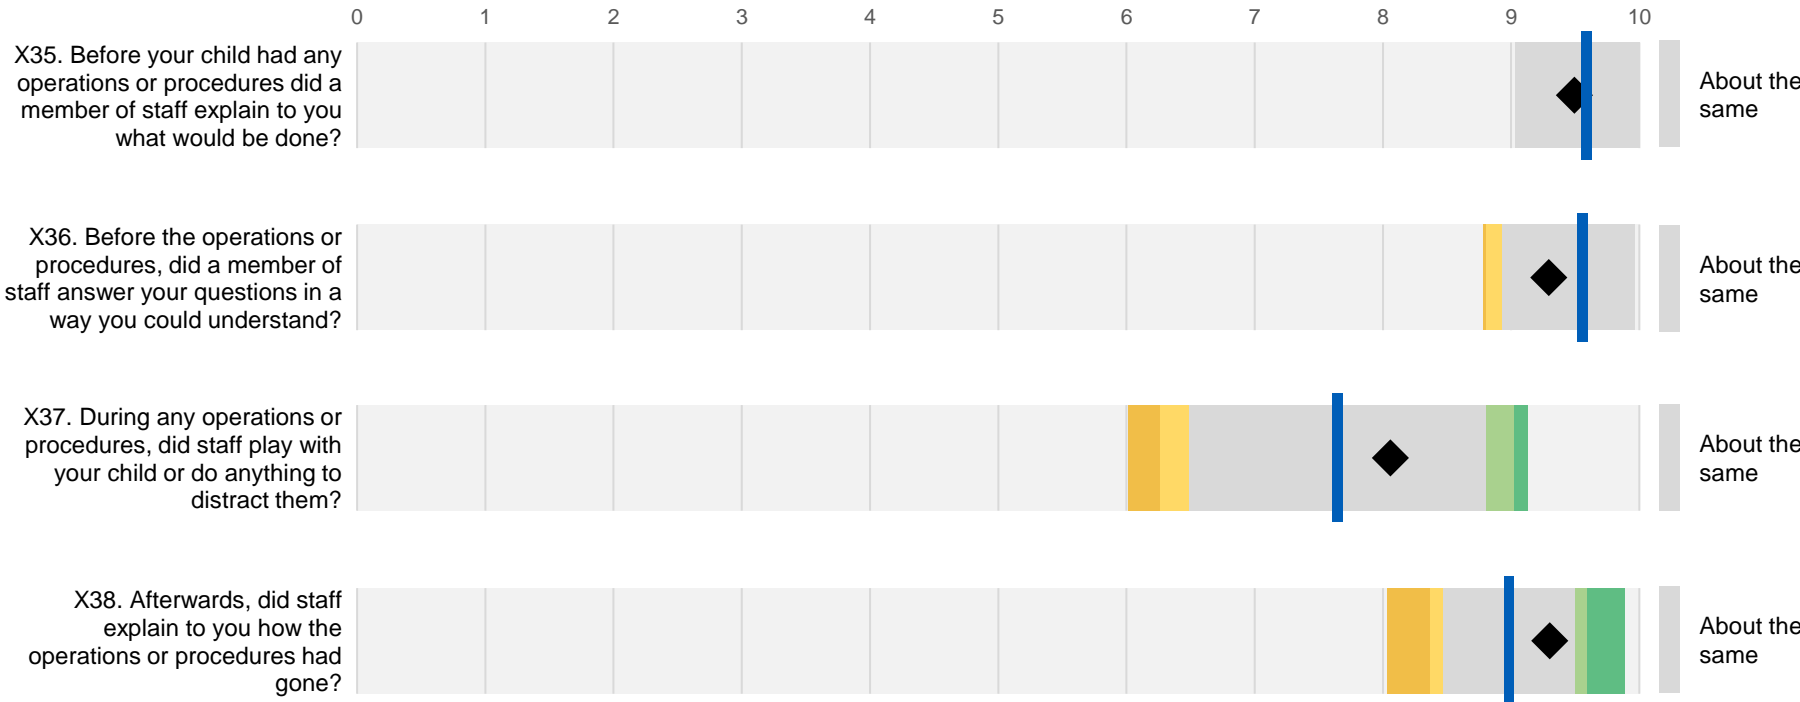 0 1 2 3 4 5 6 7 8 9 10
X35. Before your child had any
operations or procedures did a
member of staff explain to you
what would be done?
About the
same
X36. Before the operations or
procedures, did a member of
staff answer your questions in a
way you could understand?
About the
same
X37. During any operations or
procedures, did staff play with
your child or do anything to
distract them?
About the
same
X38. Afterwards, did staff
explain to you how the
operations or procedures had
gone?
About the
same